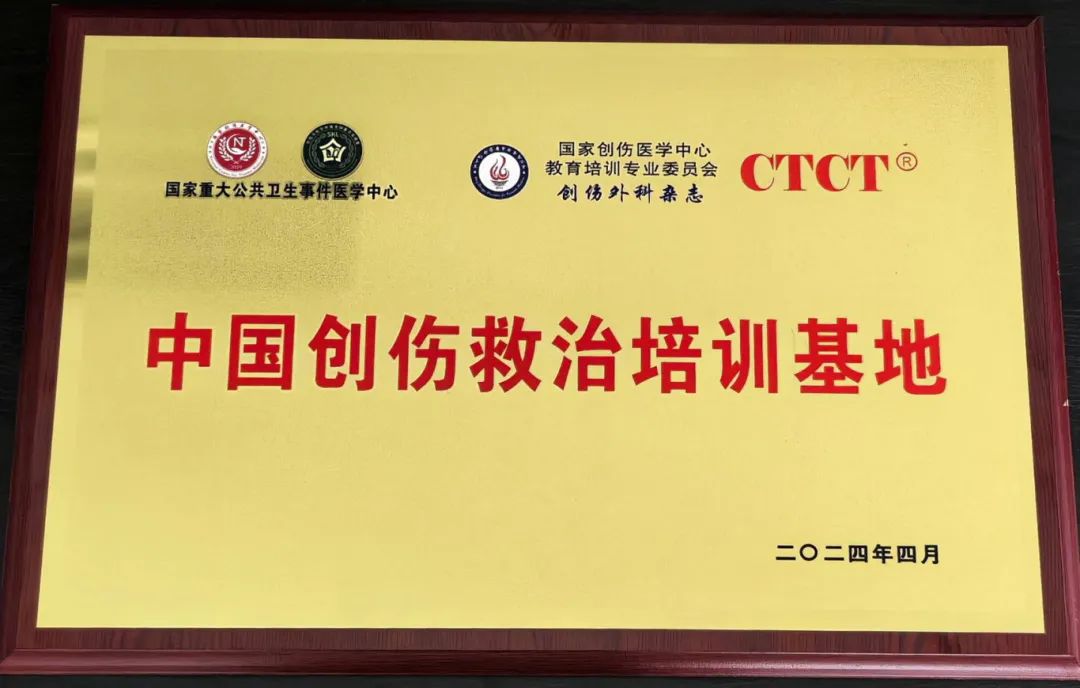 国家重大公共卫生事件医学中心
国家创伤医学中心
教育培训专业委员会
创伤外科杂志
CTCT®
中国创伤救治培训基地
二〇二四年四月